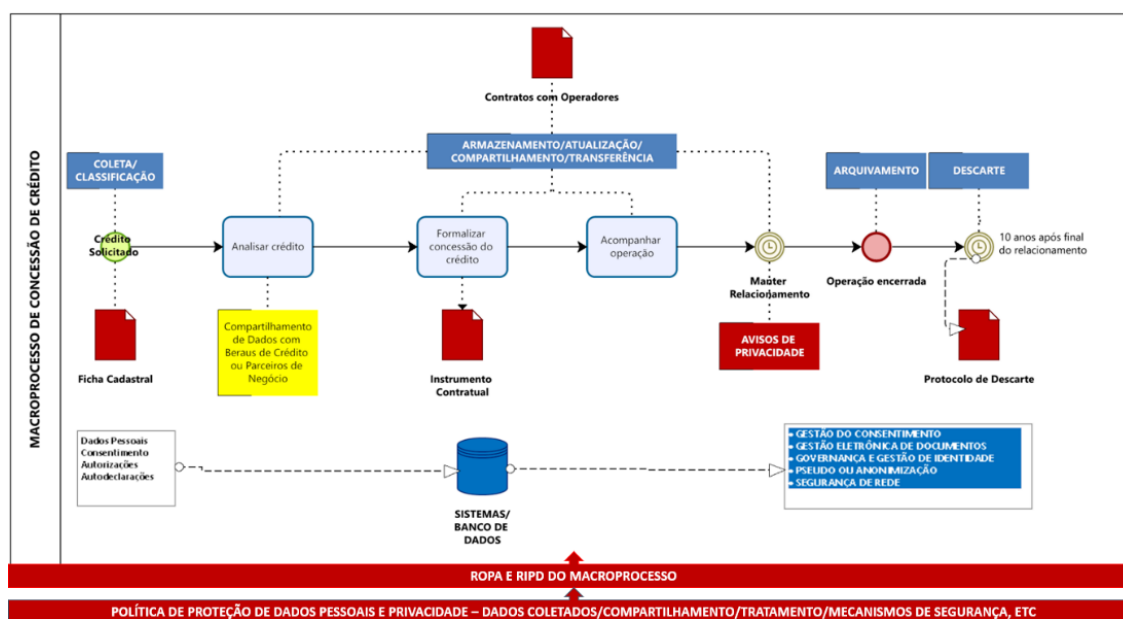 MACROPROCESSO DE CONCESSÃO DE CRÉDITO
Contratos com Operadores
COLETA/
CLASSIFICAÇÃO
ARMAZENAMENTO/ATUALIZAÇÃO/
COMPARTILHAMENTO/TRANSFERÊNCIA
ARQUIVAMENTO
DESCARTE
Crédito
Solicitado
Analisar crédito
Formalizar
concessão do
crédito
Acompanhar
operação
Manter
Relacionamento
Operação encerrada
10 anos após final
do relacionamento
Ficha Cadastral
Compartilhamento
de Dados com
Beraus de Crédito
ou Parceiros de
Negócio
Instrumento
Contratual
AVISOS DE
PRIVACIDADE
Protocolo de Descarte
Dados Pessoais
Consentimento
Autorizações
Autodeclarações
SISTEMAS/
BANCO DE
DADOS
• GESTÃO DO CONSENTIMENTO
• GESTÃO ELETRÔNICA DE DOCUMENTOS
• GOVERNANÇA E GESTÃO DE IDENTIDADE
• PSEUDO OU ANONIMIZAÇÃO
• SEGURANÇA DE REDE
ROPA E RIPD DO MACROPROCESSO
POLÍTICA DE PROTEÇÃO DE DADOS PESSOAIS E PRIVACIDADE – DADOS COLETADOS/COMPARTILHAMENTO/TRATAMENTO/MECANISMOS DE SEGURANÇA, ETC